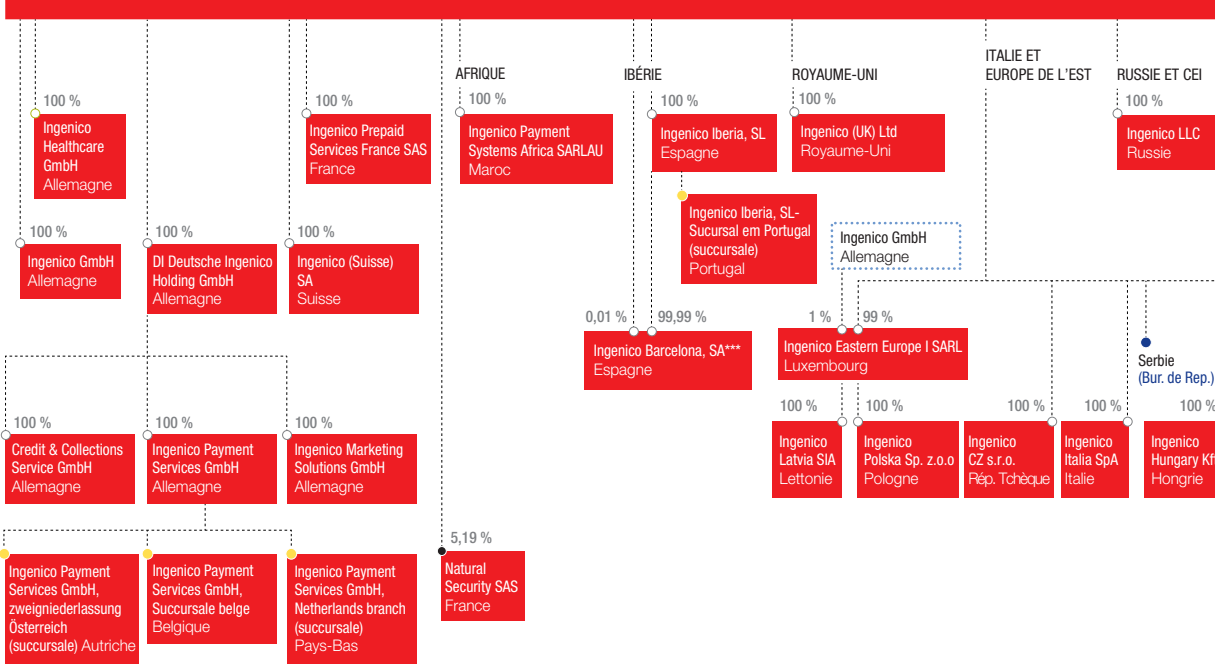 AFRIQUE
IBÉRIE
ROYAUME-UNI
ITALIE ET
EUROPE DE L'EST
RUSSIE ET CEI
100 %
Ingenico
Healthcare
GmbH
Allemagne
100 %
Ingenico Prepaid
Services France SAS
France
100 %
Ingenico Payment
Systems Africa SARLAU
Maroc
100 %
Ingenico Iberia, SL
Espagne
100 %
Ingenico (UK) Ltd
Royaume-Uni
100 %
Ingenico LLC
Russie
Ingenico Iberia, SL-
Sucursal em Portugal
(succursale)
Portugal
100 %
Ingenico GmbH
Allemagne
100 %
DI Deutsche Ingenico
Holding GmbH
Allemagne
100 %
Ingenico (Suisse)
SA
Suisse
Ingenico GmbH
Allemagne
0,01 %
99,99 %
Ingenico Barcelona, SA***
Espagne
1 %
99 %
Ingenico Eastern Europe I SARL
Luxembourg
Serbie
(Bur. de Rep.)
100 %
Credit & Collections
Service GmbH
Allemagne
100 %
Ingenico Payment
Services GmbH
Allemagne
100 %
Ingenico Marketing
Solutions GmbH
Allemagne
100 %
Ingenico
Latvia SIA
Lettonie
100 %
Ingenico
Polska Sp. z.o.o
Pologne
100 %
Ingenico
CZ s.r.o.
Rép. Tchèque
100 %
Ingenico
Italia SpA
Italie
100 %
Ingenico
Hungary Kft
Hongrie
Ingenico Payment
Services GmbH,
zweigniederlassung
Österreich
(succursale) Autriche
Ingenico Payment
Services GmbH,
Succursale belge
Belgique
Ingenico Payment
Services GmbH,
Netherlands branch
(succursale)
Pays-Bas
5,19 %
Natural
Security SAS
France